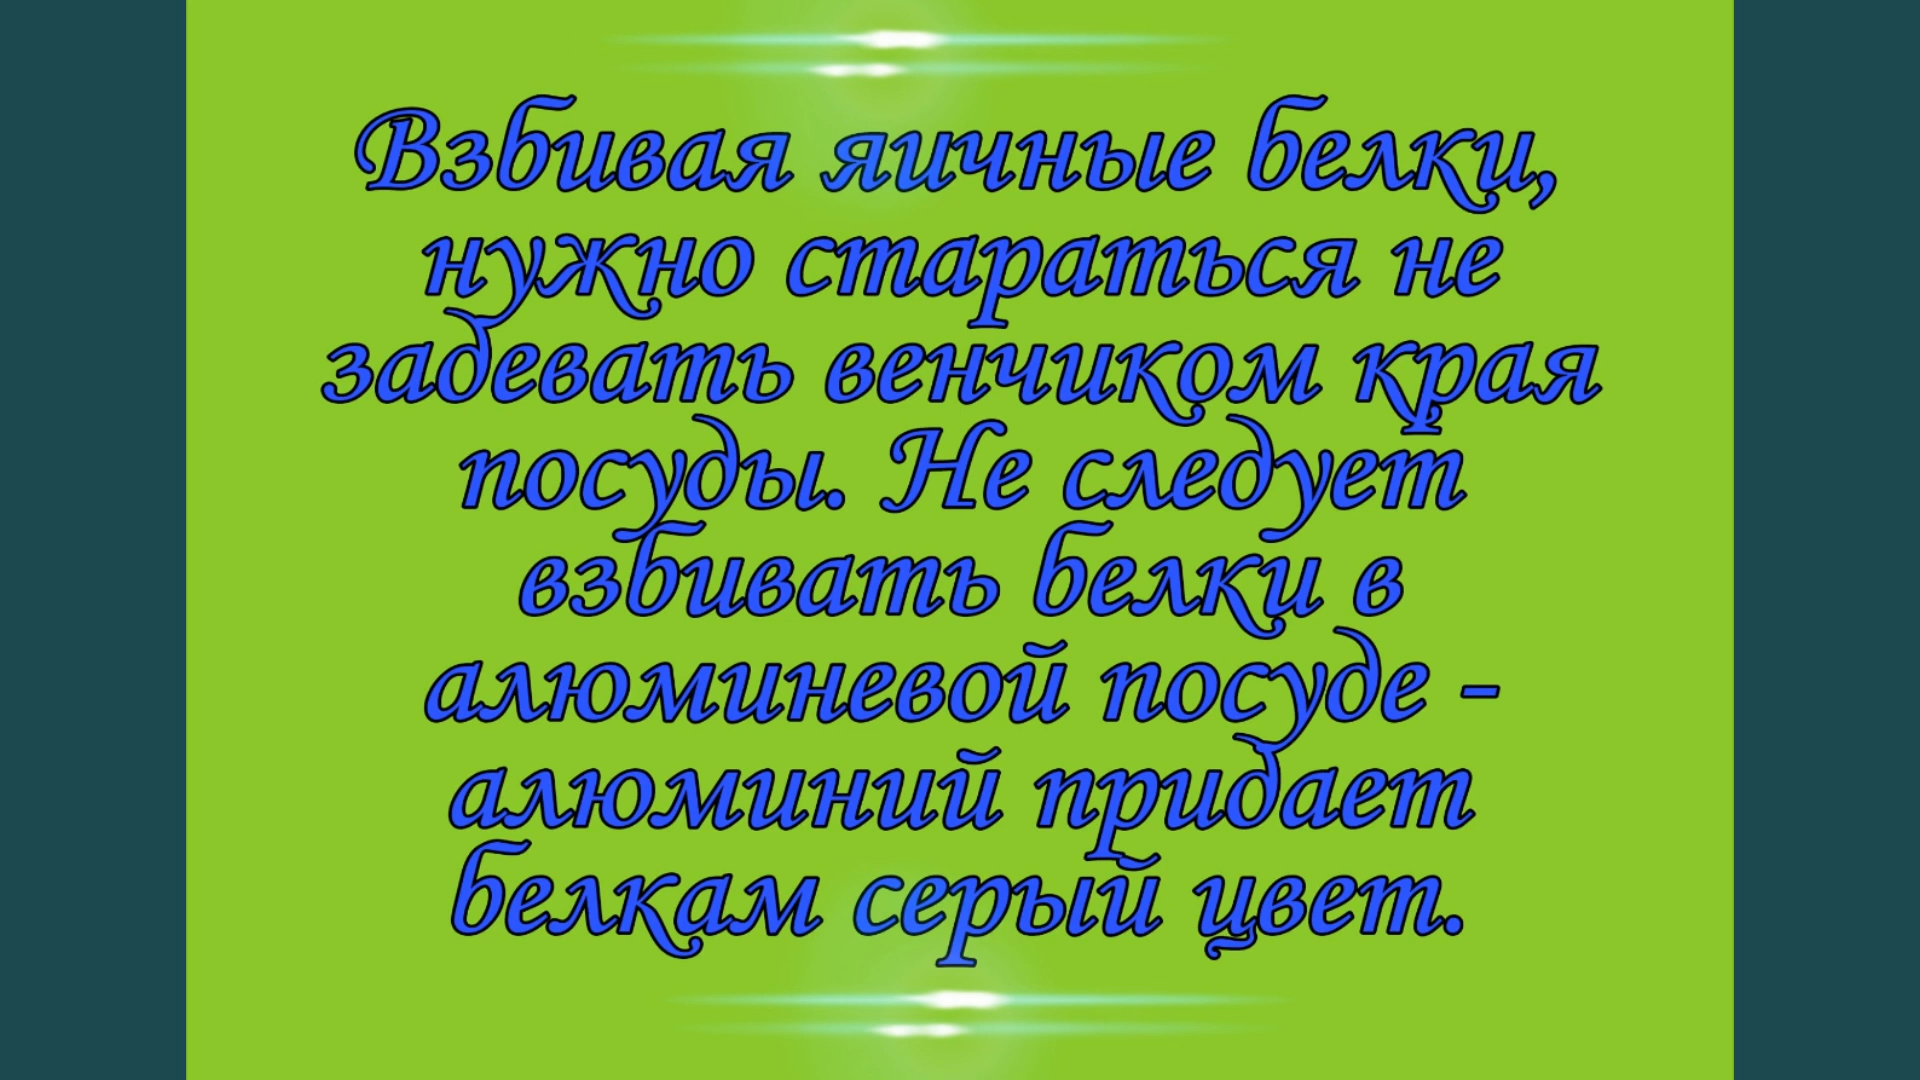 Взбивая яичные белки,
нужно стараться не
задевать венчиком края
посуды. Не следует
взбивать белки в
алюминевой посуде -
алюминий придает
белкам серый цвет.